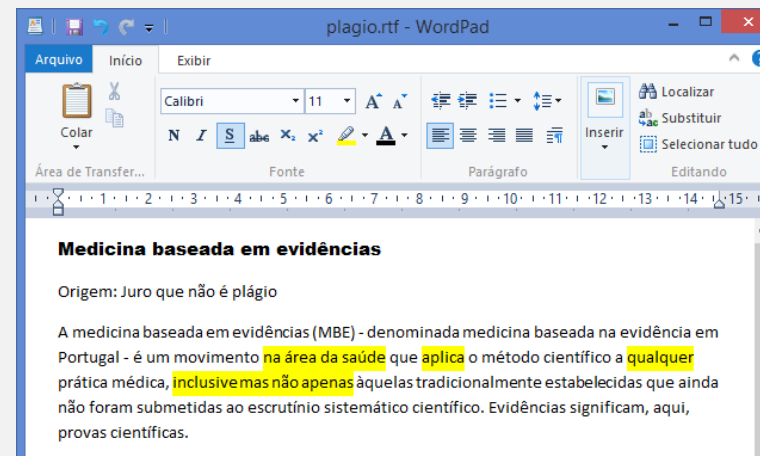 plagio.rtf - WordPad
Arquivo Início Exibir
Colar
Área de Transfer...
Calibri 11 A A
N I S abc X₂ x² A
Fonte
Parágrafo
Inserir
Localizar
Substituir
Selecionar tudo
Editando
1 2 3 4 5 6 7 8 9 10 11 12 13 14 15
Medicina baseada em evidências
Origem: Juro que não é plágio
A medicina baseada em evidências (MBE) - denominada medicina baseada na evidência em
Portugal - é um movimento na área da saúde que aplica o método científico a qualquer
prática médica, inclusive mas não apenas àquelas tradicionalmente estabelecidas que ainda
não foram submetidas ao escrutínio sistemático científico. Evidências significam, aqui,
provas científicas.